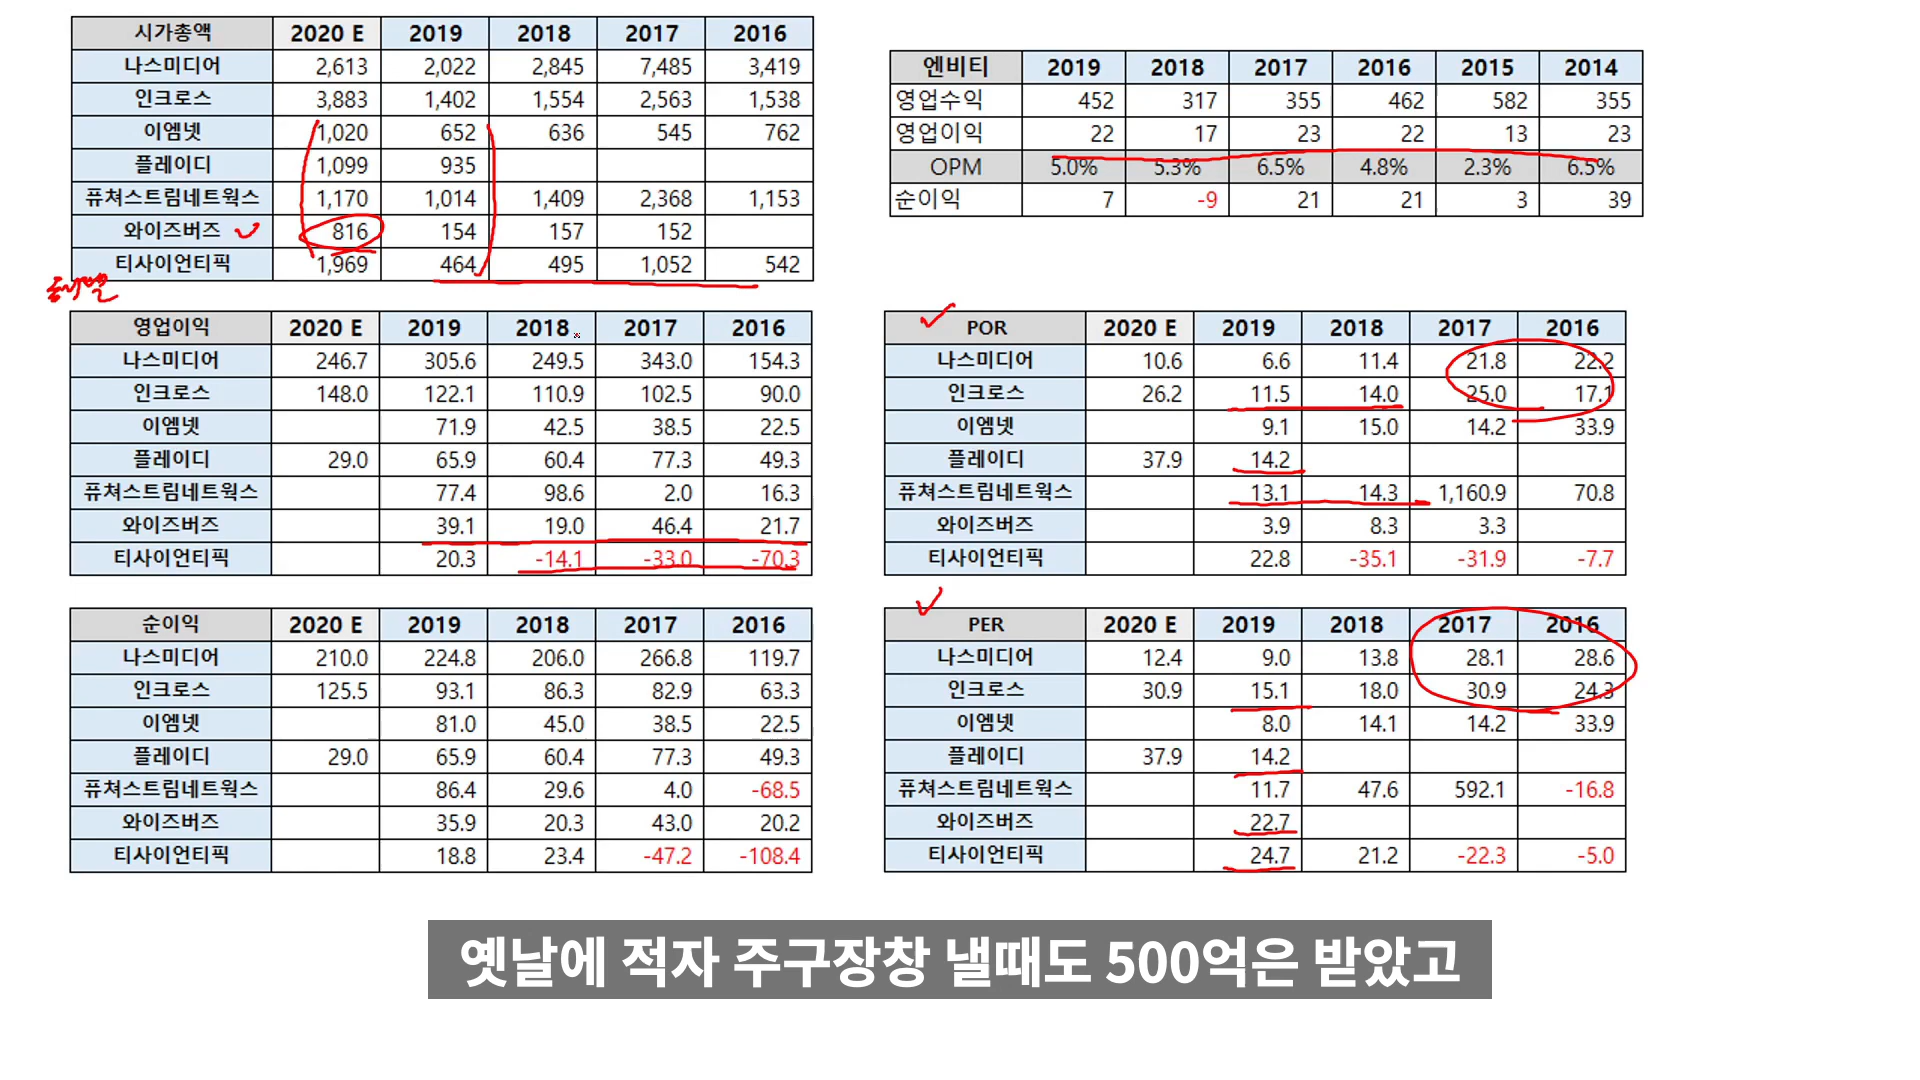 시가총액 2020 E 2019 2018 2017 2016
나스미디어 2,613 2,022 2,845 7,485 3,419
인크로스 3,883 1,402 1,554 2,563 1,538
이엠넷 1,020 652 636 545 762
플레이디 1,099 935
퓨쳐스트림네트웍스 1,170 1,014 1,409 2,368 1,153
와이즈버즈 816 154 157 152
티사이언티픽 1,969 464 495 1,052 542
엔비티 2019 2018 2017 2016 2015 2014
영업수익 452 317 355 462 582 355
영업이익 22 17 23 22 13 23
OPM 5.0% 5.3% 6.5% 4.8% 2.3% 6.5%
순이익 7 -9 21 21 3 39
영업이익 2020 E 2019 2018 2017 2016
나스미디어 246.7 305.6 249.5 343.0 154.3
인크로스 148.0 122.1 110.9 102.5 90.0
이엠넷 71.9 42.5 38.5 22.5
플레이디 29.0 65.9 60.4 77.3 49.3
퓨쳐스트림네트웍스 77.4 98.6 2.0 16.3
와이즈버즈 39.1 19.0 46.4 21.7
티사이언티픽 20.3 -14.1 -33.0 -70.3
POR 2020 E 2019 2018 2017 2016
나스미디어 10.6 6.6 11.4 21.8 22.2
인크로스 26.2 11.5 14.0 25.0 17.1
이엠넷 9.1 15.0 14.2 33.9
플레이디 37.9 14.2
퓨쳐스트림네트웍스 13.1 14.3 1,160.9 70.8
와이즈버즈 3.9 8.3 3.3
티사이언티픽 22.8 -35.1 -31.9 -7.7
순이익 2020 E 2019 2018 2017 2016
나스미디어 210.0 224.8 206.0 266.8 119.7
인크로스 125.5 93.1 86.3 82.9 63.3
이엠넷 81.0 45.0 38.5 22.5
플레이디 29.0 65.9 60.4 77.3 49.3
퓨쳐스트림네트웍스 86.4 29.6 4.0 -68.5
와이즈버즈 35.9 20.3 43.0 20.2
티사이언티픽 18.8 23.4 -47.2 -108.4
PER 2020 E 2019 2018 2017 2016
나스미디어 12.4 9.0 13.8 28.1 28.6
인크로스 30.9 15.1 18.0 30.9 24.3
이엠넷 8.0 14.1 14.2 33.9
플레이디 37.9 14.2
퓨쳐스트림네트웍스 11.7 47.6 592.1 -16.8
와이즈버즈 22.7
티사이언티픽 24.7 21.2 -22.3 -5.0
옛날에 적자 주구장창 낼때도 500억은 받았고